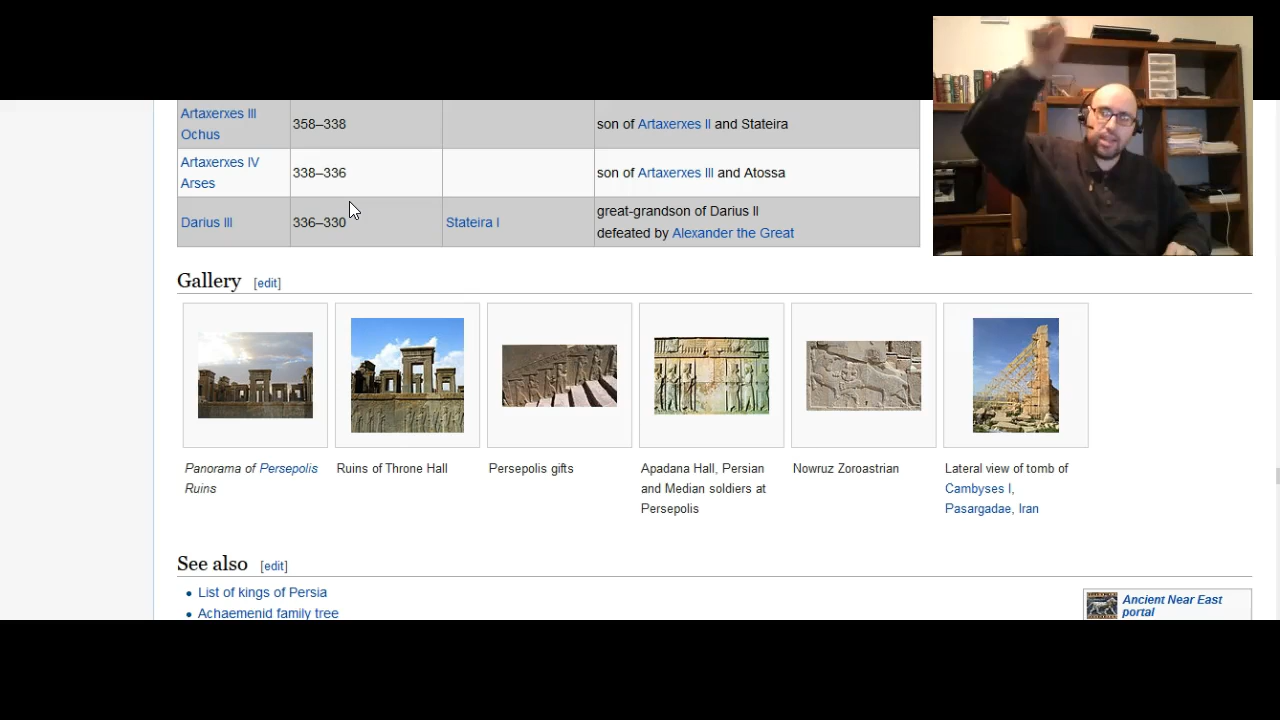 Artaxerxes III
Ochus
358–338
son of Artaxerxes II and Stateira
Artaxerxes IV
Arses
338–336
son of Artaxerxes III and Atossa
Darius III
336–330
Stateira I
great-grandson of Darius II
defeated by Alexander the Great
Gallery [edit]
Panorama of Persepolis
Ruins
Ruins of Throne Hall
Persepolis gifts
Apadana Hall, Persian
and Median soldiers at
Persepolis
Nowruz Zoroastrian
Lateral view of tomb of
Cambyses I,
Pasargadae, Iran
See also [edit]
List of kings of Persia
Achaemenid family tree
Ancient Near East
portal